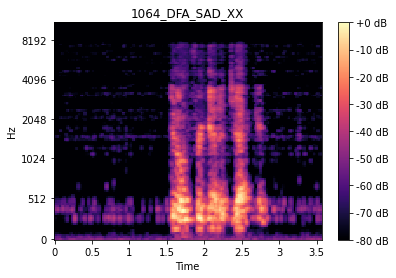 1064_DFA_SAD_XX
Hz
8192
4096
2048
1024
512
0
0 0.5 1 1.5 2 2.5 3 3.5
Time
+0 dB
-10 dB
-20 dB
-30 dB
-40 dB
-50 dB
-60 dB
-70 dB
-80 dB